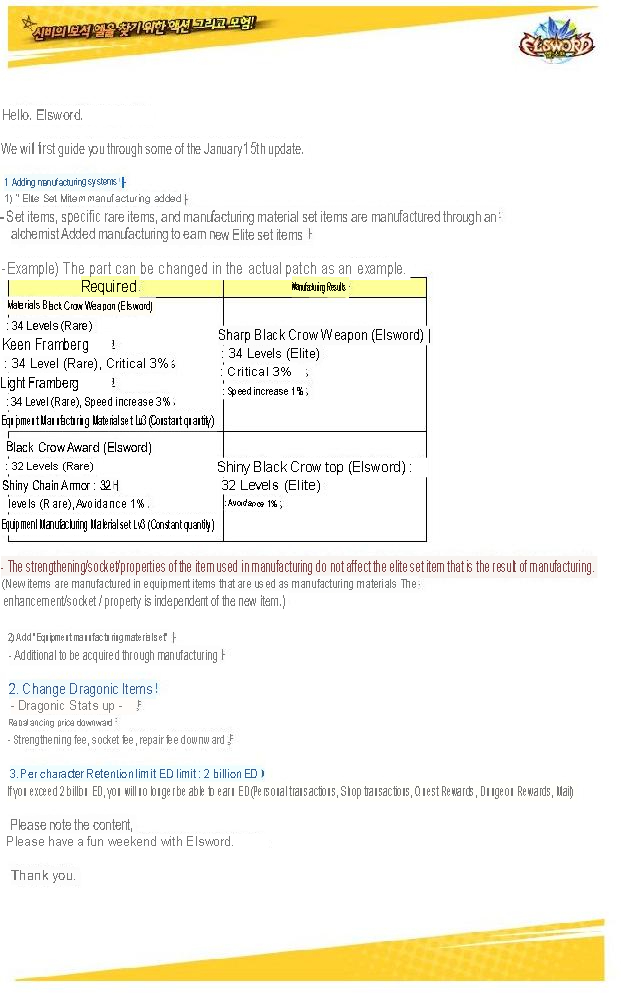 신비의 보석 엘을 찾기 위한 액션 그리고 모험!
ELSWORD
Hello. Elsword.
We will first guide you through some of the January 15th update.
1 Adding manufacturing systems
1) " Elite Set Mitem manufacturing added
- Set items, specific rare items, and manufacturing material set items are manufactured through an
alchemist Added manufacturing to earn new Elite set items
- Example) The part can be changed in the actual patch as an example.
Required
Manufacturing Results
Materials Black Crow Weapon (Elsword)
: 34 Levels (Rare)
Keen Framberg
: 34 Level (Rare), Critical 3%
Light Framberg
: 34 Level (Rare), Speed increase 3%
Equipment Manufacturing Material set Lv3 (Constant quantity)
Sharp Black Crow Weapon (Elsword)
: 34 Levels (Elite)
: Critical 3%
: Speed increase 1%
Black Crow Award (Elsword)
: 32 Levels (Rare)
Shiny Chain Armor : 32
levels (Rare), Avoidance 1%
Equipment Manufacturing Material set Lv3 (Constant quantity)
Shiny Black Crow top (Elsword) :
32 Levels (Elite)
: Avoidance 1%
- The strengthening/socket/properties of the item used in manufacturing do not affect the elite set item that is the result of manufacturing.
(New items are manufactured in equipment items that are used as manufacturing materials The
enhancement/socket / property is independent of the new item.)
2) Add "Equipment manufacturing material set"
- Additional to be acquired through manufacturing
2. Change Dragonic Items!
- Dragonic Stats up -
Rebalancing price downward
- Strengthening fee, socket fee, repair fee downward
3. Per character Retention limit ED limit : 2 billion ED
If you exceed 2 billion ED, you will no longer be able to earn ED (Personal transactions, Shop transactions, Quest Rewards, Dungeon Rewards, Mail)
Please note the content,
Please have a fun weekend with Elsword.
Thank you.